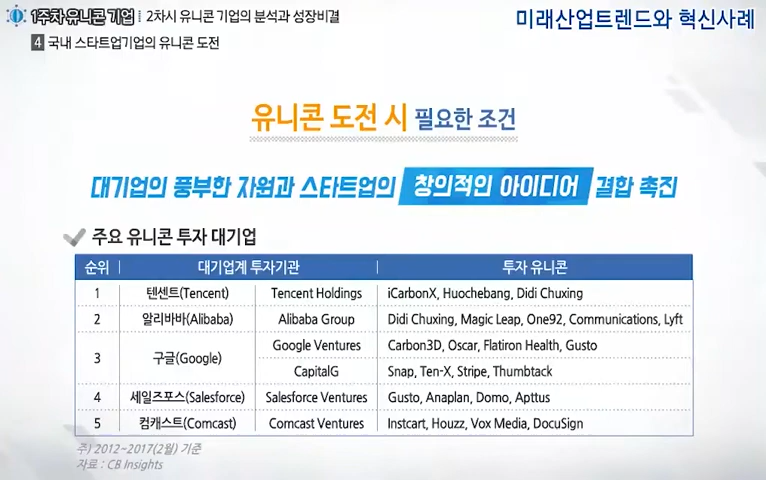 1주차 유니콘 기업 | 2차시 유니콘 기업의 분석과 성장비결
미래산업트렌드와 혁신사례
4 국내 스타트업기업의 유니콘 도전
유니콘 도전 시 필요한 조건
대기업의 풍부한 자원과 스타트업의 창의적인 아이디어 결합 촉진
주요 유니콘 투자 대기업
순위 대기업계 투자기관 투자 유니콘
1 텐센트(Tencent) Tencent Holdings iCarbonX, Huochebang, Didi Chuxing
2 알리바바(Alibaba) Alibaba Group Didi Chuxing, Magic Leap, One92, Communications, Lyft
3 구글(Google) Google Ventures Carbon3D, Oscar, Flatiron Health, Gusto
CapitalG Snap, Ten-X, Stripe, Thumbtack
4 세일즈포스(Salesforce) Salesforce Ventures Gusto, Anaplan, Domo, Apttus
5 컴캐스트(Comcast) Comcast Ventures Instcart, Houzz, Vox Media, DocuSign
주) 2012-2017(2월) 기준
자료 : CB Insights